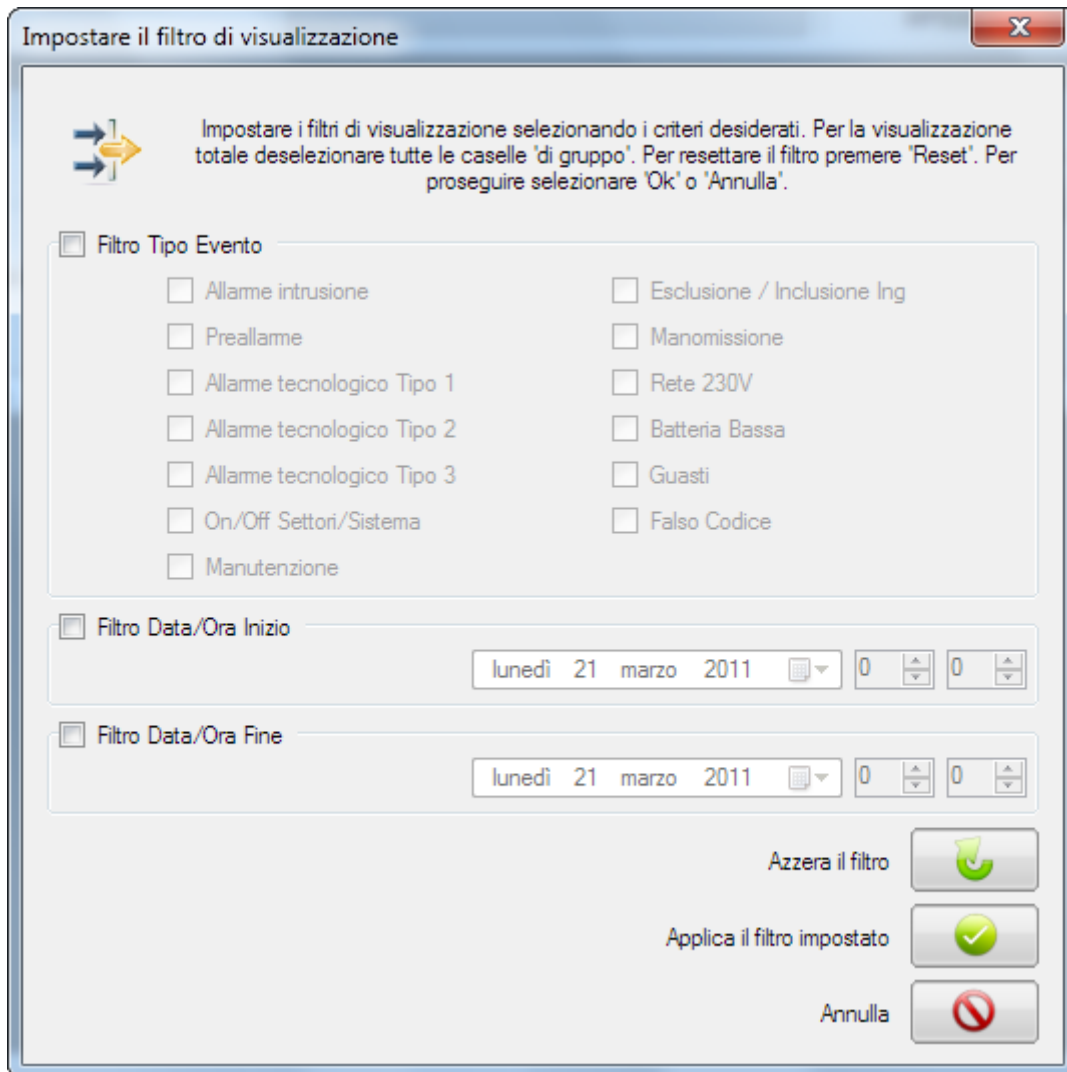 Impostare il filtro di visualizzazione
Impostare i filtri di visualizzazione selezionando i criteri desiderati. Per la visualizzazione
totale deselezionare tutte le caselle 'di gruppo'. Per resettare il filtro premere 'Reset'. Per
proseguire selezionare 'Ok' o 'Annulla'.
Filtro Tipo Evento
Allarme intrusione
Preallarme
Allarme tecnologico Tipo 1
Allarme tecnologico Tipo 2
Allarme tecnologico Tipo 3
On/Off Settori/Sistema
Manutenzione
Esclusione / Inclusione Ing
Manomissione
Rete 230V
Batteria Bassa
Guasti
Falso Codice
Filtro Data/Ora Inizio
lunedì 21 marzo 2011 0 0
Filtro Data/Ora Fine
lunedì 21 marzo 2011 0 0
Azzera il filtro
Applica il filtro impostato
Annulla